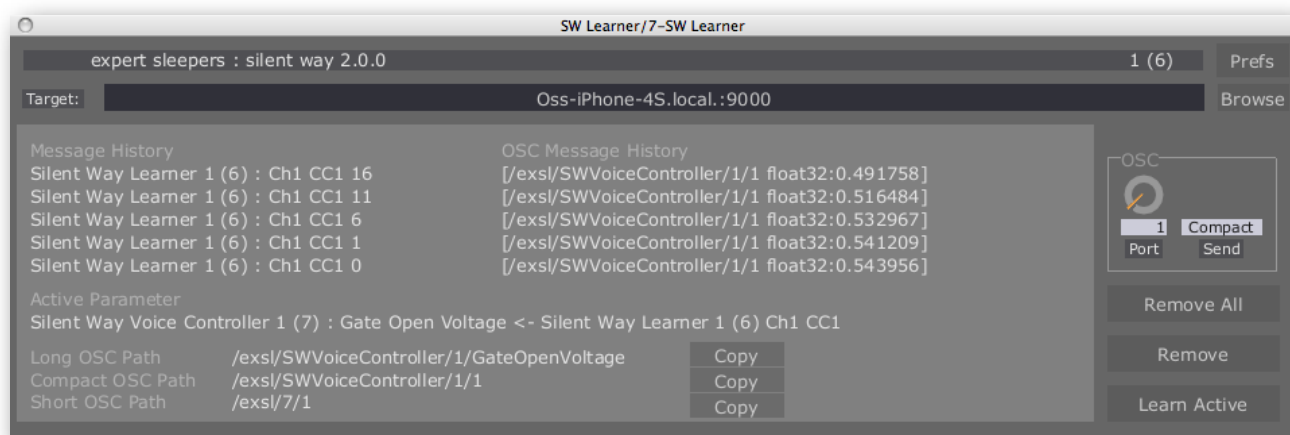 SW Learner/7-SW Learner
expert sleepers : silent way 2.0.0 1 (6) Prefs
Target: Oss-iPhone-4S.local.:9000 Browse
Message History
Silent Way Learner 1 (6) : Ch1 CC1 16
Silent Way Learner 1 (6) : Ch1 CC1 11
Silent Way Learner 1 (6) : Ch1 CC1 6
Silent Way Learner 1 (6) : Ch1 CC1 1
Silent Way Learner 1 (6) : Ch1 CC1 0
OSC Message History
[/exsl/SWVoiceController/1/1 float32:0.491758]
[/exsl/SWVoiceController/1/1 float32:0.516484]
[/exsl/SWVoiceController/1/1 float32:0.532967]
[/exsl/SWVoiceController/1/1 float32:0.541209]
[/exsl/SWVoiceController/1/1 float32:0.543956]
Active Parameter
Silent Way Voice Controller 1 (7) : Gate Open Voltage <- Silent Way Learner 1 (6) Ch1 CC1
Long OSC Path /exsl/SWVoiceController/1/GateOpenVoltage Copy
Compact OSC Path /exsl/SWVoiceController/1/1 Copy
Short OSC Path /exsl/7/1 Copy
OSC
1 Compact
Port Send
Remove All
Remove
Learn Active